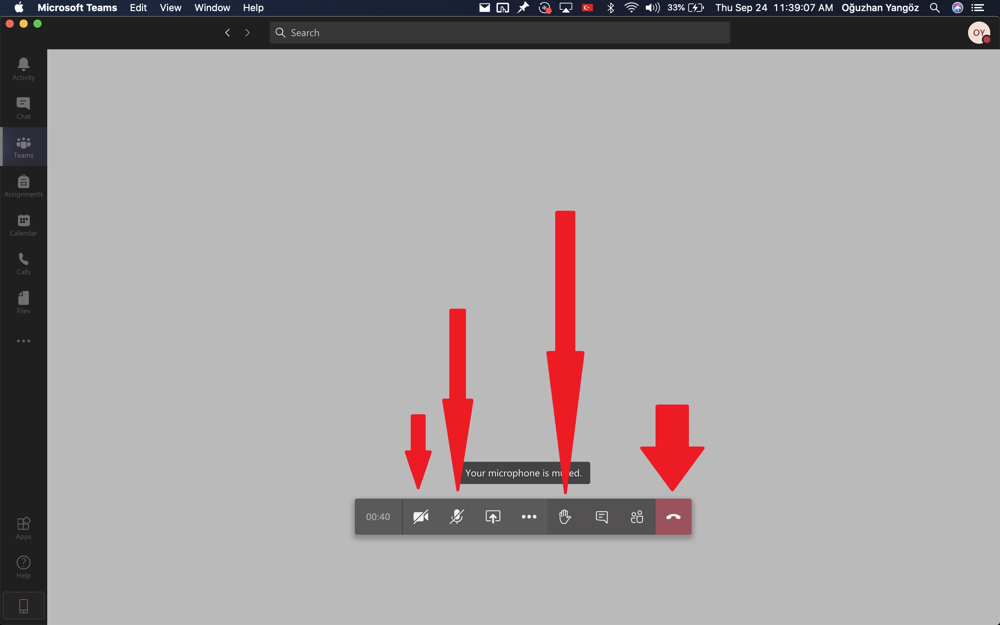 Microsoft Teams Edit View Window Help 33% Thu Sep 24 11:39:07 AM Oğuzhan Yangöz
Search
OY
Activity
Chat
Teams
Assignments
Calendar
Calls
Files
Your microphone is mu ed.
00:40
Apps
Help